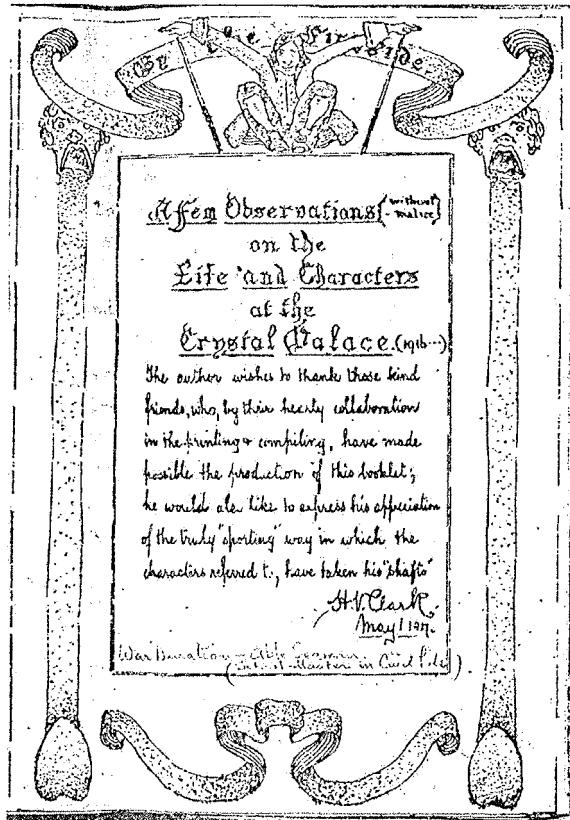 Our Fireside
A Few Observations {without malice}
on the
Life and Characters
at the
Crystal Palace. (1916...)
The author wishes to thank those kind
friends, who, by their hearty collaboration
in the printing & compiling, have made
possible the production of this booklet;
he would also like to express his appreciation
of the truly "sporting" way in which the
characters referred to, have taken his "shafts"
H.V. Clark.
May 1 1917.
War Duration Able Seaman